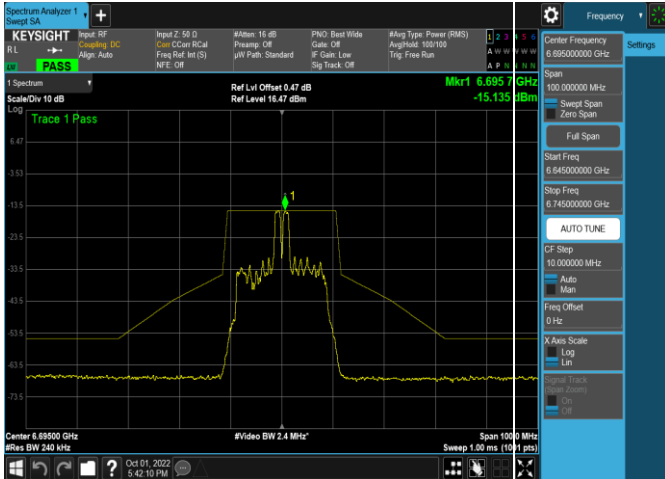 Spectrum Analyzer 1
Swept SA
+
Frequency
KEYSIGHT
Input: RF
Input Z: 50 Ω
#Atten: 16 dB
PNO: Best Wide
#Avg Type: Power (RMS)
1 2 3 4 5 6
RL
Coupling: DC
Corr CCorr RCal
Preamp: Off
Gate: Off
Avg|Hold: 100/100
A W W W W W
Align: Auto
Freq Ref: Int (S)
µW Path: Standard
IF Gain: Low
Trig: Free Run
LV
PASS
NFE: Off
Sig Track: Off
A P N N N N
1 Spectrum
Ref Lvl Offset 0.47 dB
Mkr1 6.695 7 GHz
Scale/Div 10 dB
Ref Level 16.47 dBm
-15.135 dBm
Log
Trace 1 Pass
6.47
-3.53
-13.5
1
-23.5
-33.5
-43.5
-53.5
-63.5
-73.5
Center 6.69500 GHz
#Video BW 2.4 MHz*
Span 100.0 MHz
#Res BW 240 kHz
Sweep 1.00 ms (1001 pts)
Oct 01, 2022
5:42:10 PM
Center Frequency
6.695000000 GHz
Settings
Span
100.000000 MHz
Swept Span
Zero Span
Full Span
Start Freq
6.645000000 GHz
Stop Freq
6.745000000 GHz
AUTO TUNE
CF Step
10.000000 MHz
Auto
Man
Freq Offset
0 Hz
X Axis Scale
Log
Lin
Signal Track
(Span Zoom)
On
Off